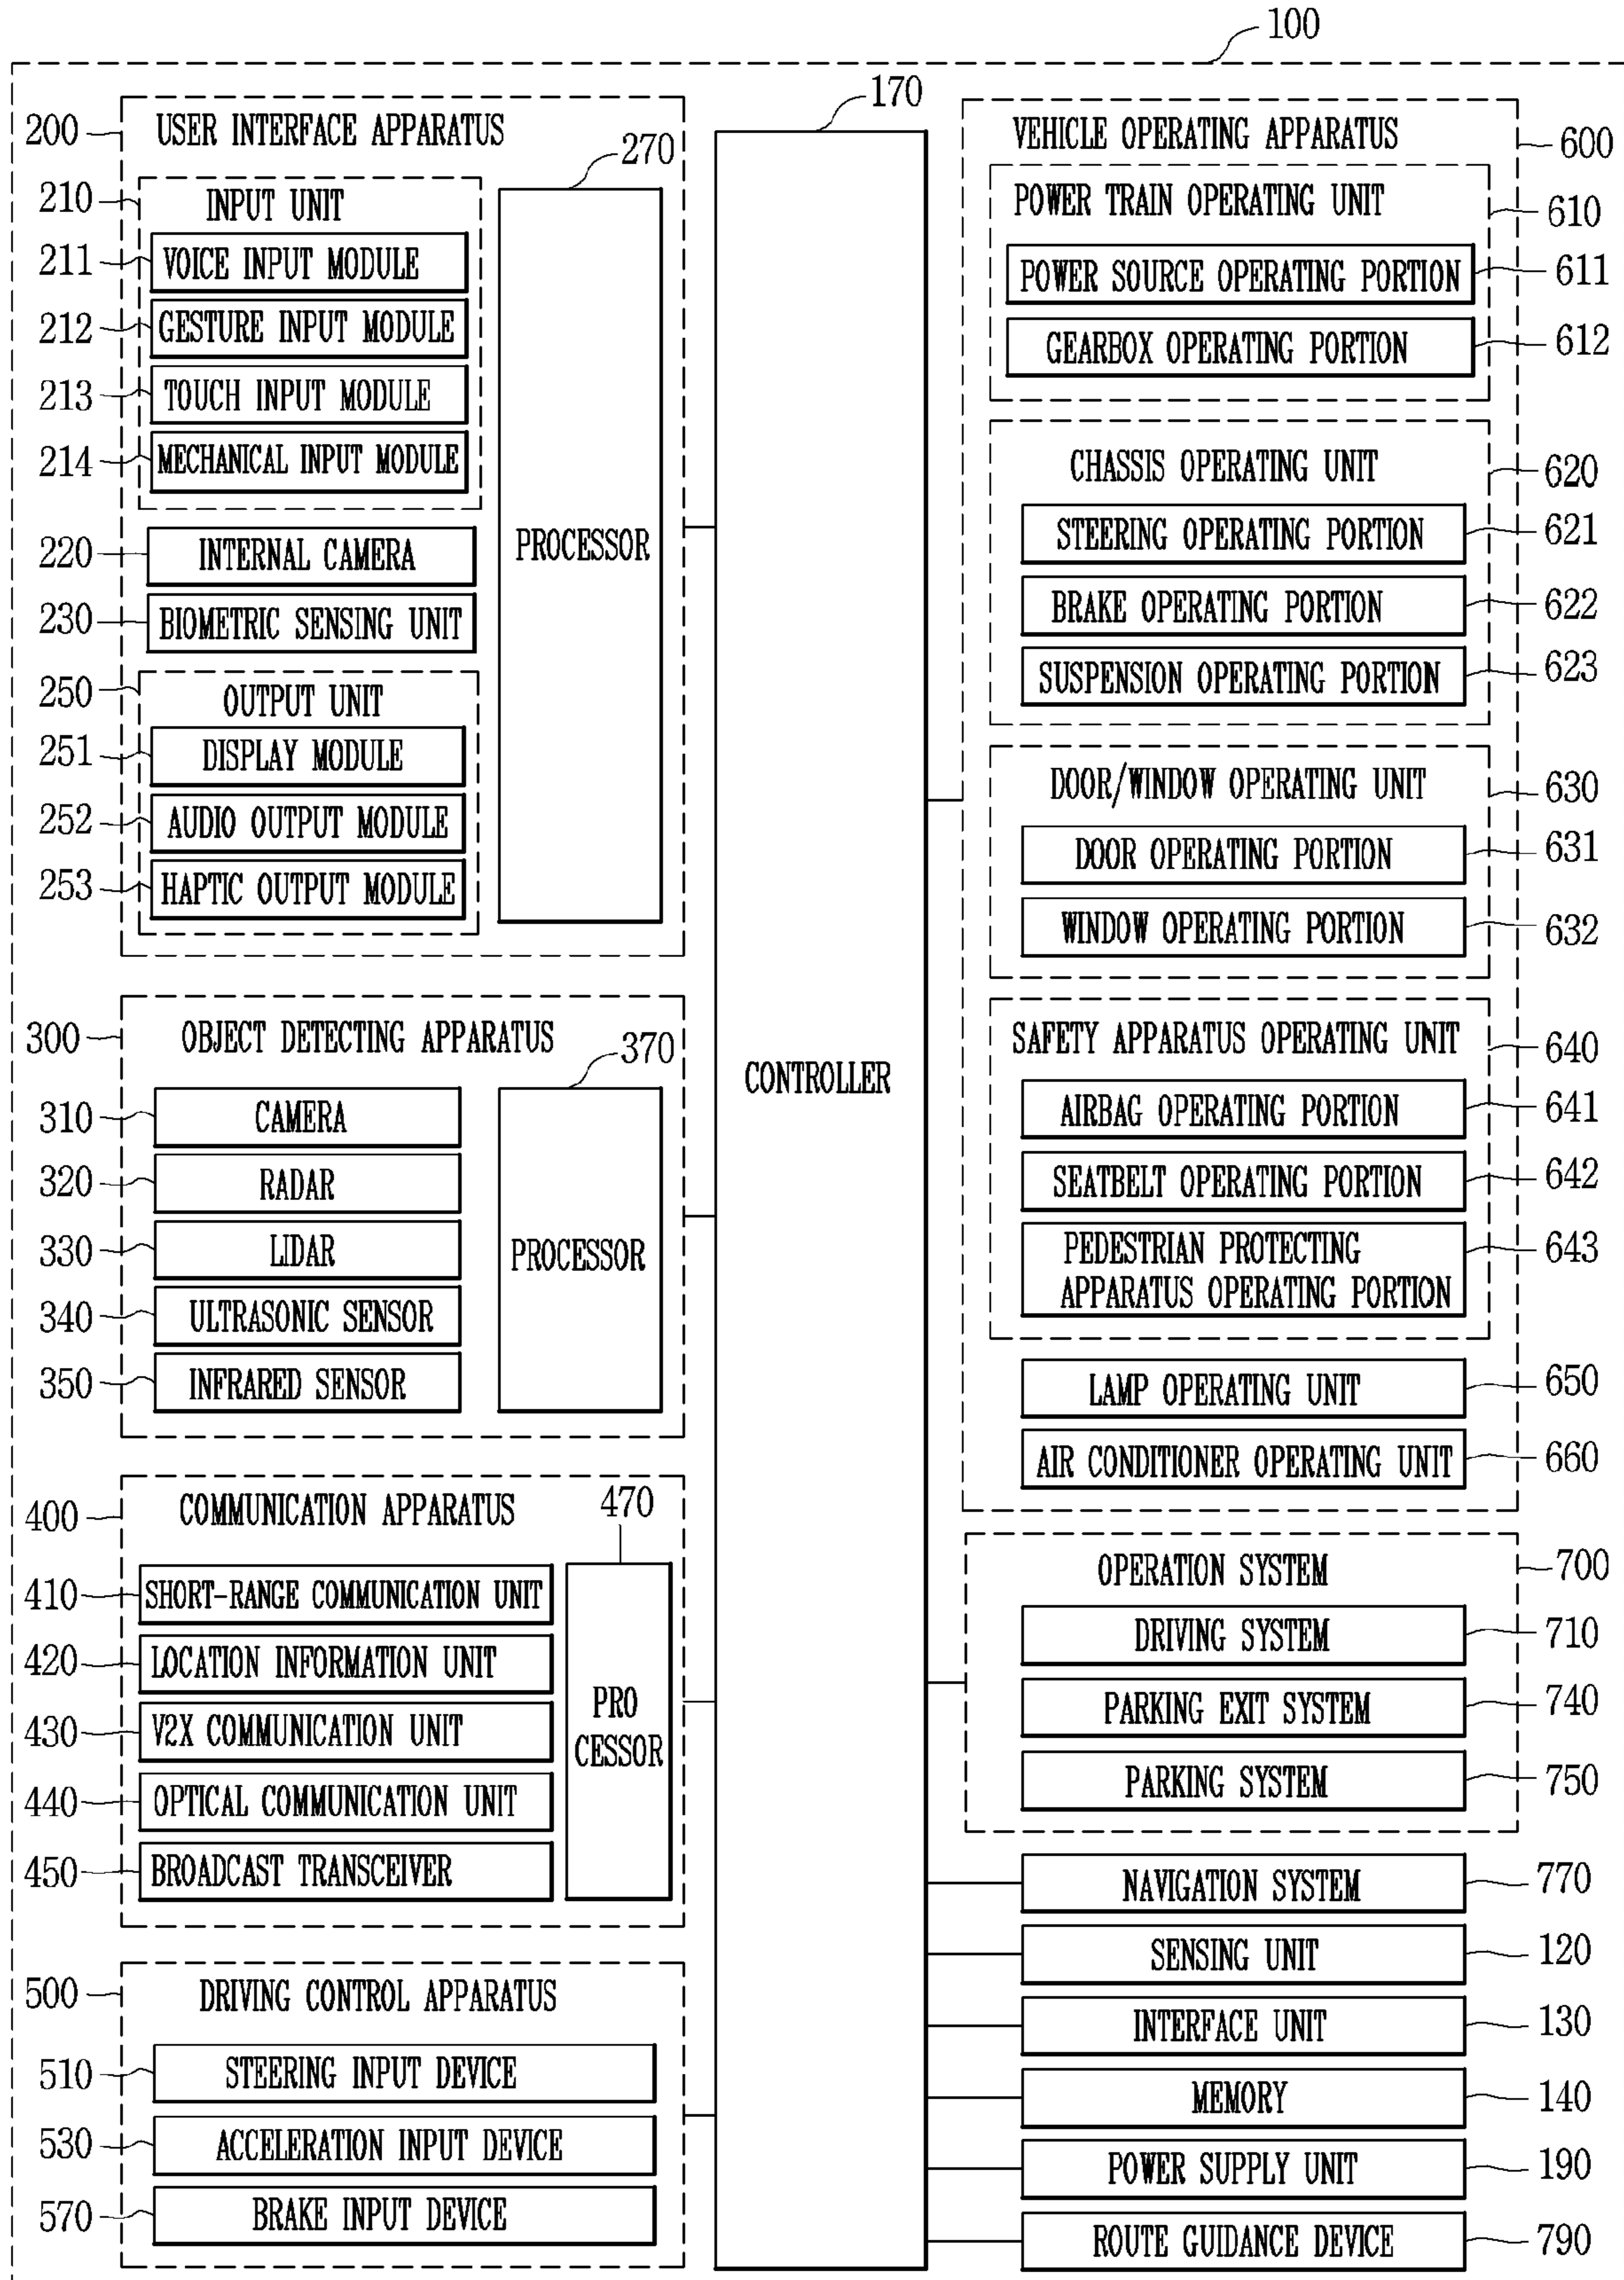 100
170
200 USER INTERFACE APPARATUS
270
210 INPUT UNIT
211 VOICE INPUT MODULE
212 GESTURE INPUT MODULE
213 TOUCH INPUT MODULE
214 MECHANICAL INPUT MODULE
220 INTERNAL CAMERA
230 BIOMETRIC SENSING UNIT
250 OUTPUT UNIT
251 DISPLAY MODULE
252 AUDIO OUTPUT MODULE
253 HAPTIC OUTPUT MODULE
PROCESSOR
300 OBJECT DETECTING APPARATUS
370
310 CAMERA
320 RADAR
330 LIDAR
340 ULTRASONIC SENSOR
350 INFRARED SENSOR
PROCESSOR
400 COMMUNICATION APPARATUS
470
410 SHORT-RANGE COMMUNICATION UNIT
420 LOCATION INFORMATION UNIT
430 V2X COMMUNICATION UNIT
440 OPTICAL COMMUNICATION UNIT
450 BROADCAST TRANSCEIVER
PRO
CESSOR
500 DRIVING CONTROL APPARATUS
510 STEERING INPUT DEVICE
530 ACCELERATION INPUT DEVICE
570 BRAKE INPUT DEVICE
CONTROLLER
VEHICLE OPERATING APPARATUS 600
POWER TRAIN OPERATING UNIT 610
POWER SOURCE OPERATING PORTION 611
GEARBOX OPERATING PORTION 612
CHASSIS OPERATING UNIT 620
STEERING OPERATING PORTION 621
BRAKE OPERATING PORTION 622
SUSPENSION OPERATING PORTION 623
DOOR/WINDOW OPERATING UNIT 630
DOOR OPERATING PORTION 631
WINDOW OPERATING PORTION 632
SAFETY APPARATUS OPERATING UNIT 640
AIRBAG OPERATING PORTION 641
SEATBELT OPERATING PORTION 642
PEDESTRIAN PROTECTING 643
APPARATUS OPERATING PORTION
LAMP OPERATING UNIT 650
AIR CONDITIONER OPERATING UNIT 660
OPERATION SYSTEM 700
DRIVING SYSTEM 710
PARKING EXIT SYSTEM 740
PARKING SYSTEM 750
NAVIGATION SYSTEM 770
SENSING UNIT 120
INTERFACE UNIT 130
MEMORY 140
POWER SUPPLY UNIT 190
ROUTE GUIDANCE DEVICE 790